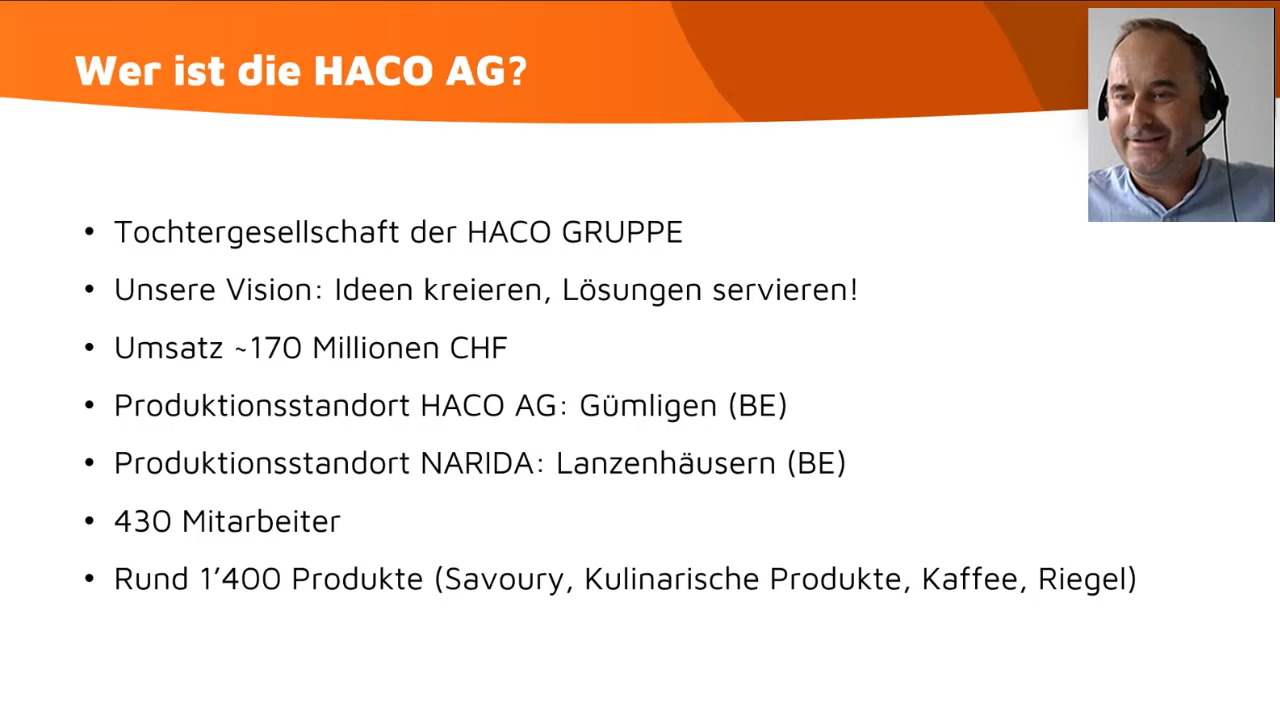 Wer ist die HACO AG?
• Tochtergesellschaft der HACO GRUPPE
• Unsere Vision: Ideen kreieren, Lösungen servieren!
• Umsatz ~170 Millionen CHF
• Produktionsstandort HACO AG: Gümligen (BE)
• Produktionsstandort NARIDA: Lanzenhäusern (BE)
• 430 Mitarbeiter
• Rund 1’400 Produkte (Savoury, Kulinarische Produkte, Kaffee, Riegel)